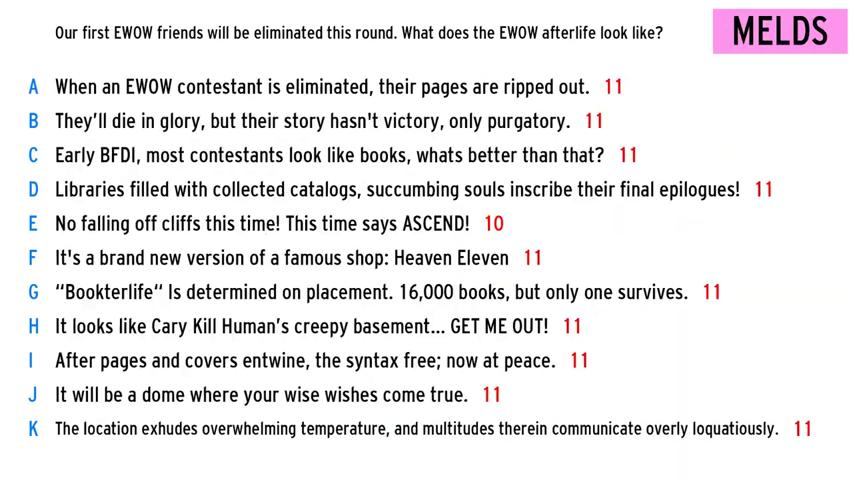 Our first EWOW friends will be eliminated this round. What does the EWOW afterlife look like?
MELDS
A When an EWOW contestant is eliminated, their pages are ripped out. 11
B They'll die in glory, but their story hasn't victory, only purgatory. 11
C Early BFDI, most contestants look like books, whats better than that? 11
D Libraries filled with collected catalogs, succumbing souls inscribe their final epilogues! 11
E No falling off cliffs this time! This time says ASCEND! 10
F It's a brand new version of a famous shop: Heaven Eleven 11
G “Bookterlife“ Is determined on placement. 16,000 books, but only one survives. 11
H It looks like Cary Kill Human's creepy basement... GET ME OUT! 11
I After pages and covers entwine, the syntax free; now at peace. 11
J It will be a dome where your wise wishes come true. 11
K The location exhudes overwhelming temperature, and multitudes therein communicate overly loquatiously. 11